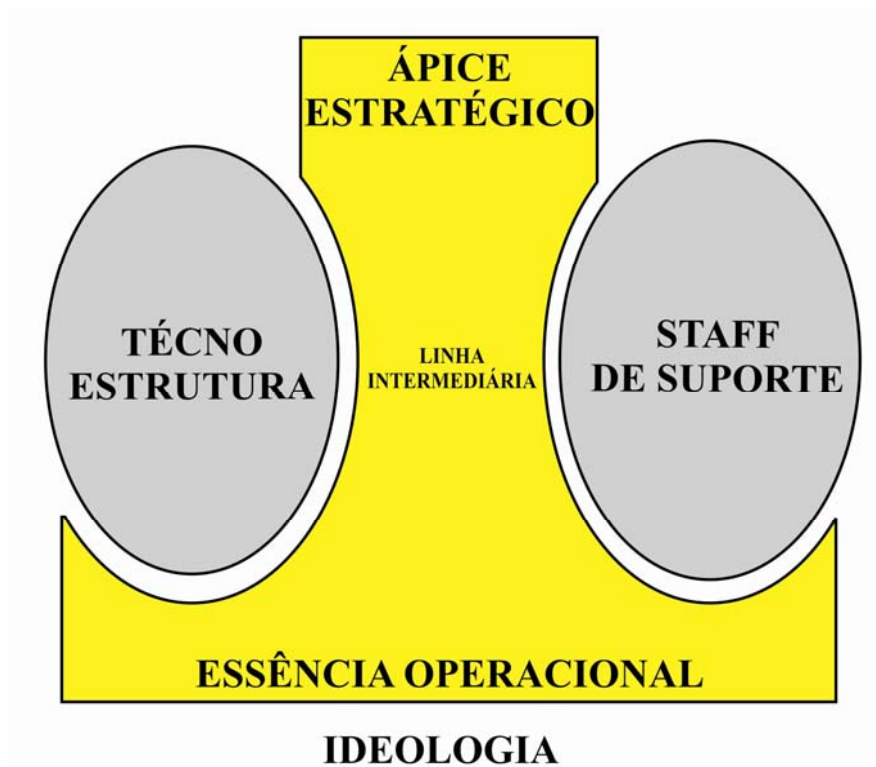 ÁPICE
ESTRATÉGICO
TÉCNO
ESTRUTURA
LINHA
INTERMEDIÁRIA
STAFF
DE SUPORTE
ESSÊNCIA OPERACIONAL
IDEOLOGIA